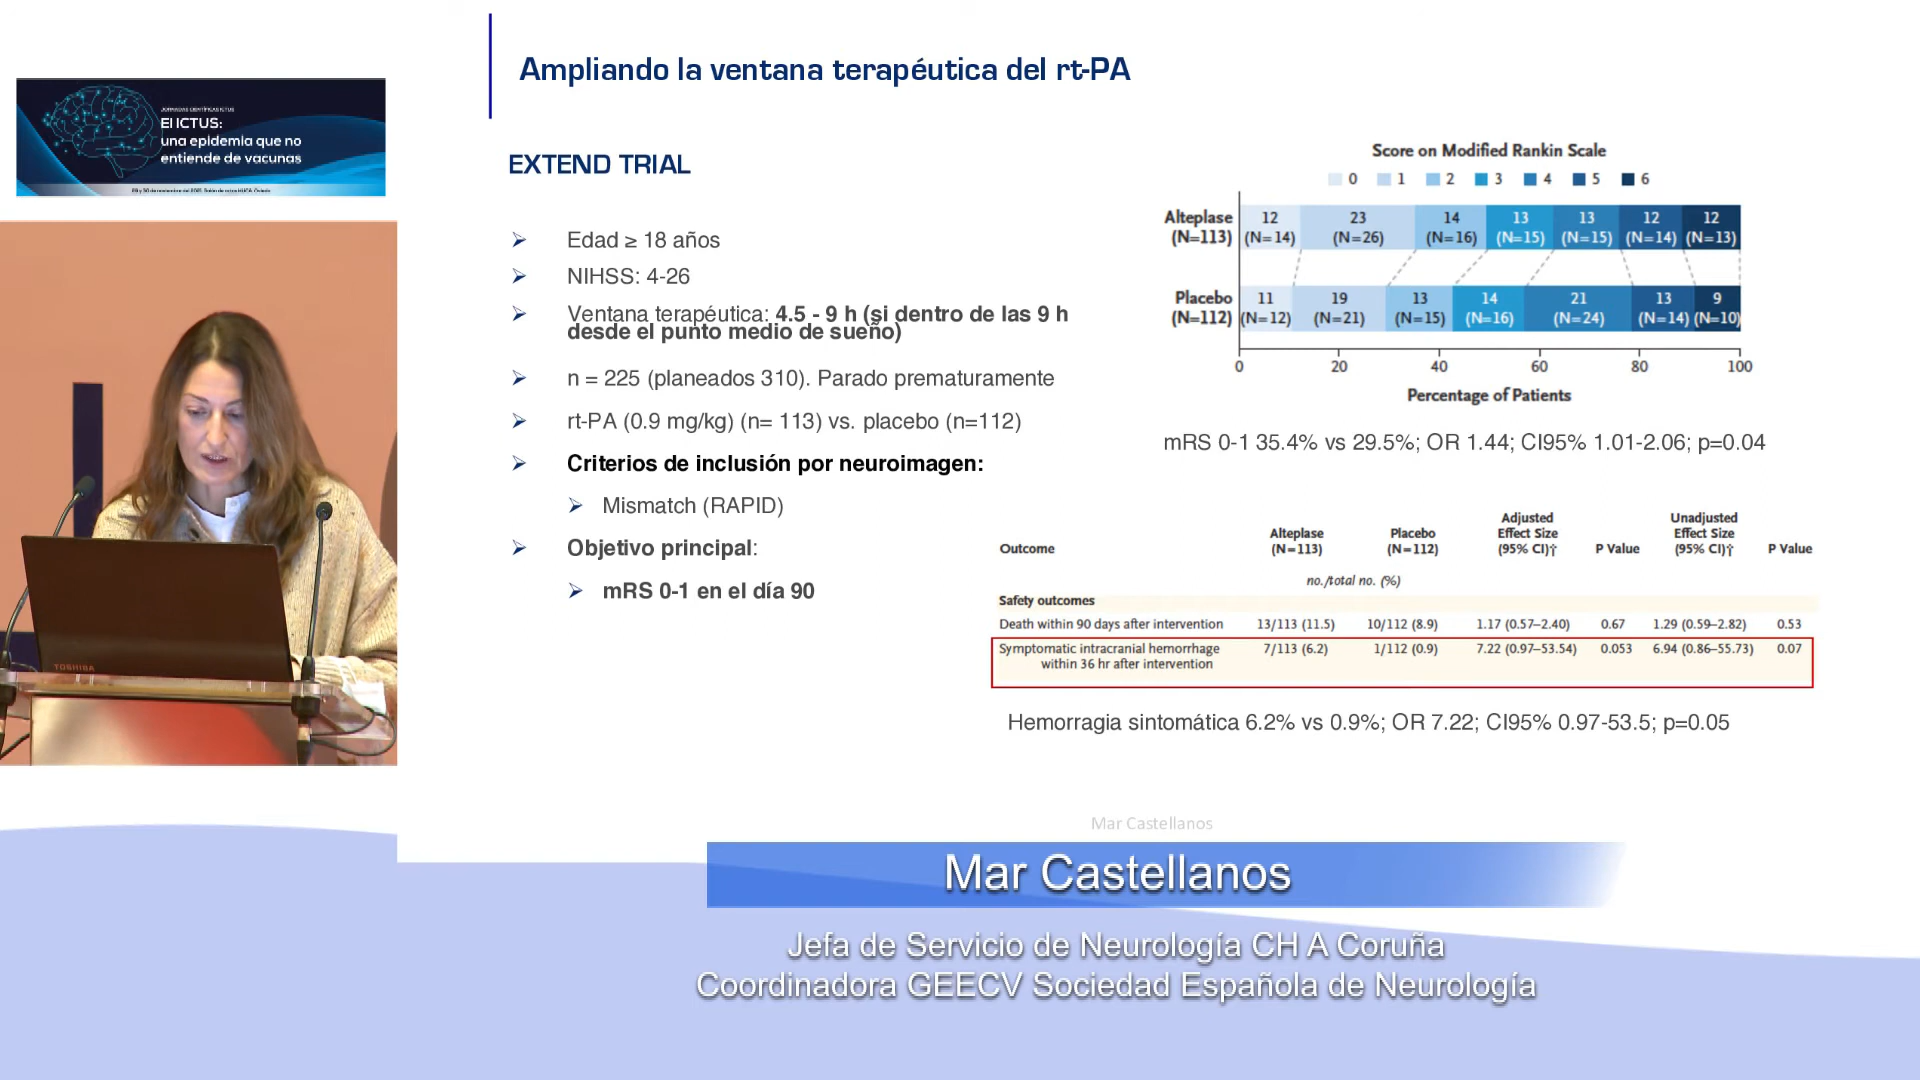 Ampliando la ventana terapéutica del rt-PA
JORNADAS CIENTÍFICAS ICTUS
El ICTUS:
una epidemia que no
entiende de vacunas
EXTEND TRIAL
Edad ≥ 18 años
NIHSS: 4-26
Ventana terapéutica: 4.5 - 9 h (si dentro de las 9 h
desde el punto medio de sueño)
n = 225 (planeados 310). Parado prematuramente
rt-PA (0.9 mg/kg) (n= 113) vs. placebo (n=112)
Criterios de inclusión por neuroimagen:
Mismatch (RAPID)
Objetivo principal:
mRS 0-1 en el día 90
Score on Modified Rankin Scale
0 1 2 3 4 5 6
Alteplase 12 23 14 13 13 12 12
(N=113) (N=14) (N=26) (N=16) (N=15) (N=15) (N=14) (N=13)
Placebo 11 19 13 14 21 13 9
(N=112) (N=12) (N=21) (N=15) (N=16) (N=24) (N=14) (N=10)
0 20 40 60 80 100
Percentage of Patients
mRS 0-1 35.4% vs 29.5%; OR 1.44; CI95% 1.01-2.06; p=0.04
Adjusted Unadjusted
Alteplase Placebo Effect Size Effect Size
Outcome (N=113) (N=112) (95% CI)† P Value (95% CI)† P Value
no./total no. (%)
Safety outcomes
Death within 90 days after intervention 13/113 (11.5) 10/112 (8.9) 1.17 (0.57–2.40) 0.67 1.29 (0.59–2.82) 0.53
Symptomatic intracranial hemorrhage 7/113 (6.2) 1/112 (0.9) 7.22 (0.97–53.54) 0.053 6.94 (0.86–55.73) 0.07
within 36 hr after intervention
Hemorragia sintomática 6.2% vs 0.9%; OR 7.22; CI95% 0.97-53.5; p=0.05
TOSHIBA
Mar Castellanos
Mar Castellanos
Jefa de Servicio de Neurología CH A Coruña
Coordinadora GEECV Sociedad Española de Neurología